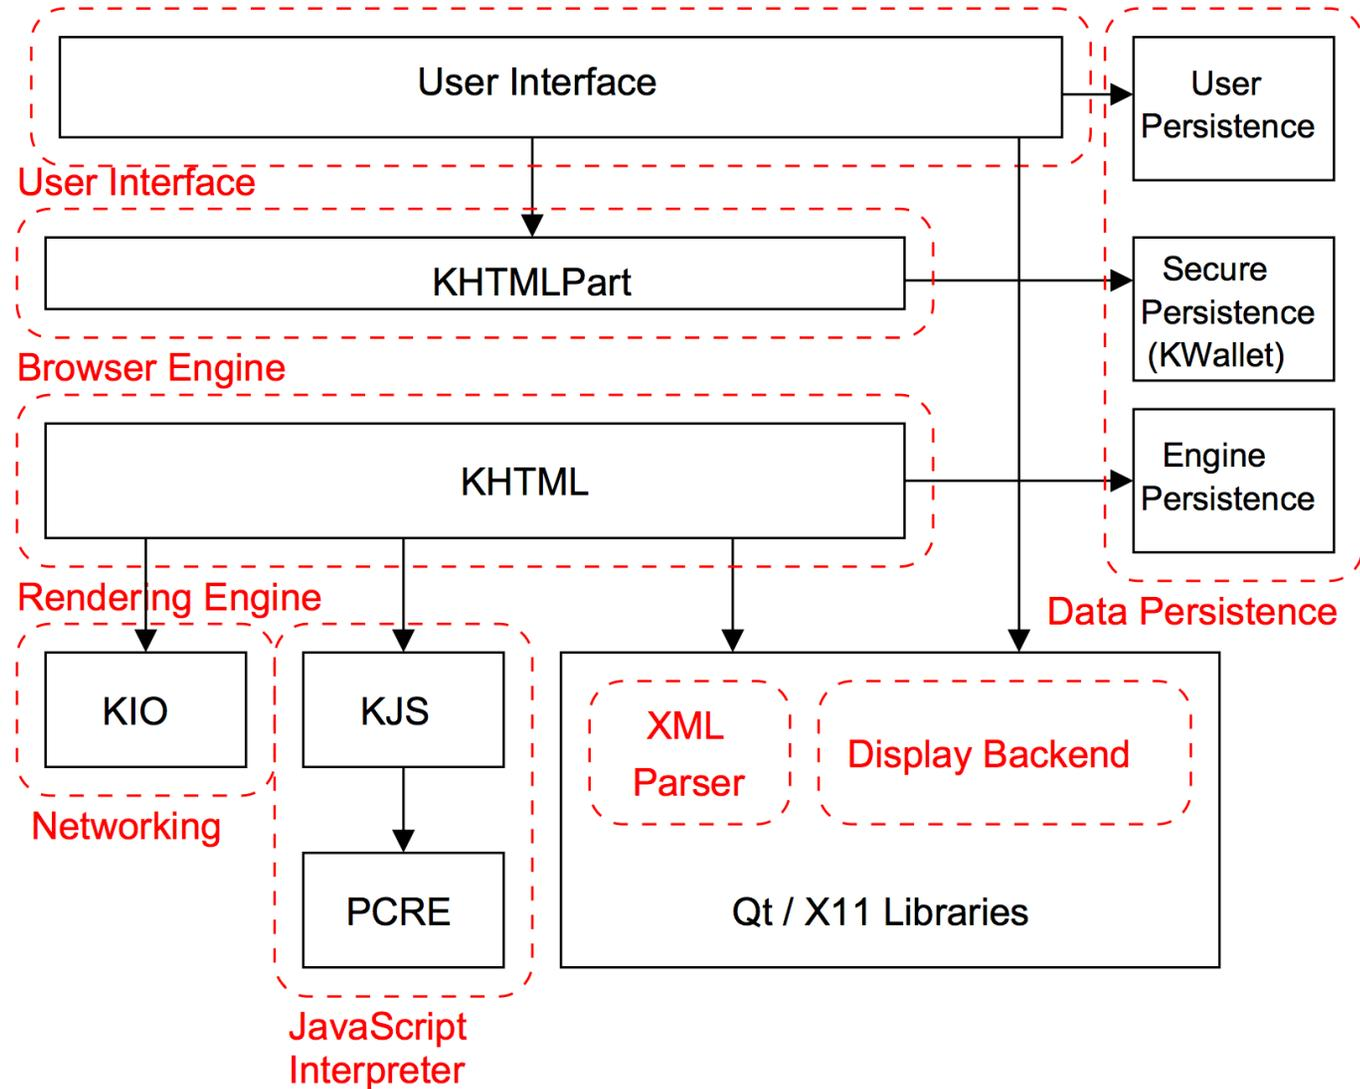 User Interface
User
Persistence
User Interface
KHTMLPart
Secure
Persistence
(KWallet)
Browser Engine
KHTML
Engine
Persistence
Rendering Engine
Data Persistence
KIO
KJS
XML
Parser
Display Backend
Networking
PCRE
Qt / X11 Libraries
JavaScript
Interpreter